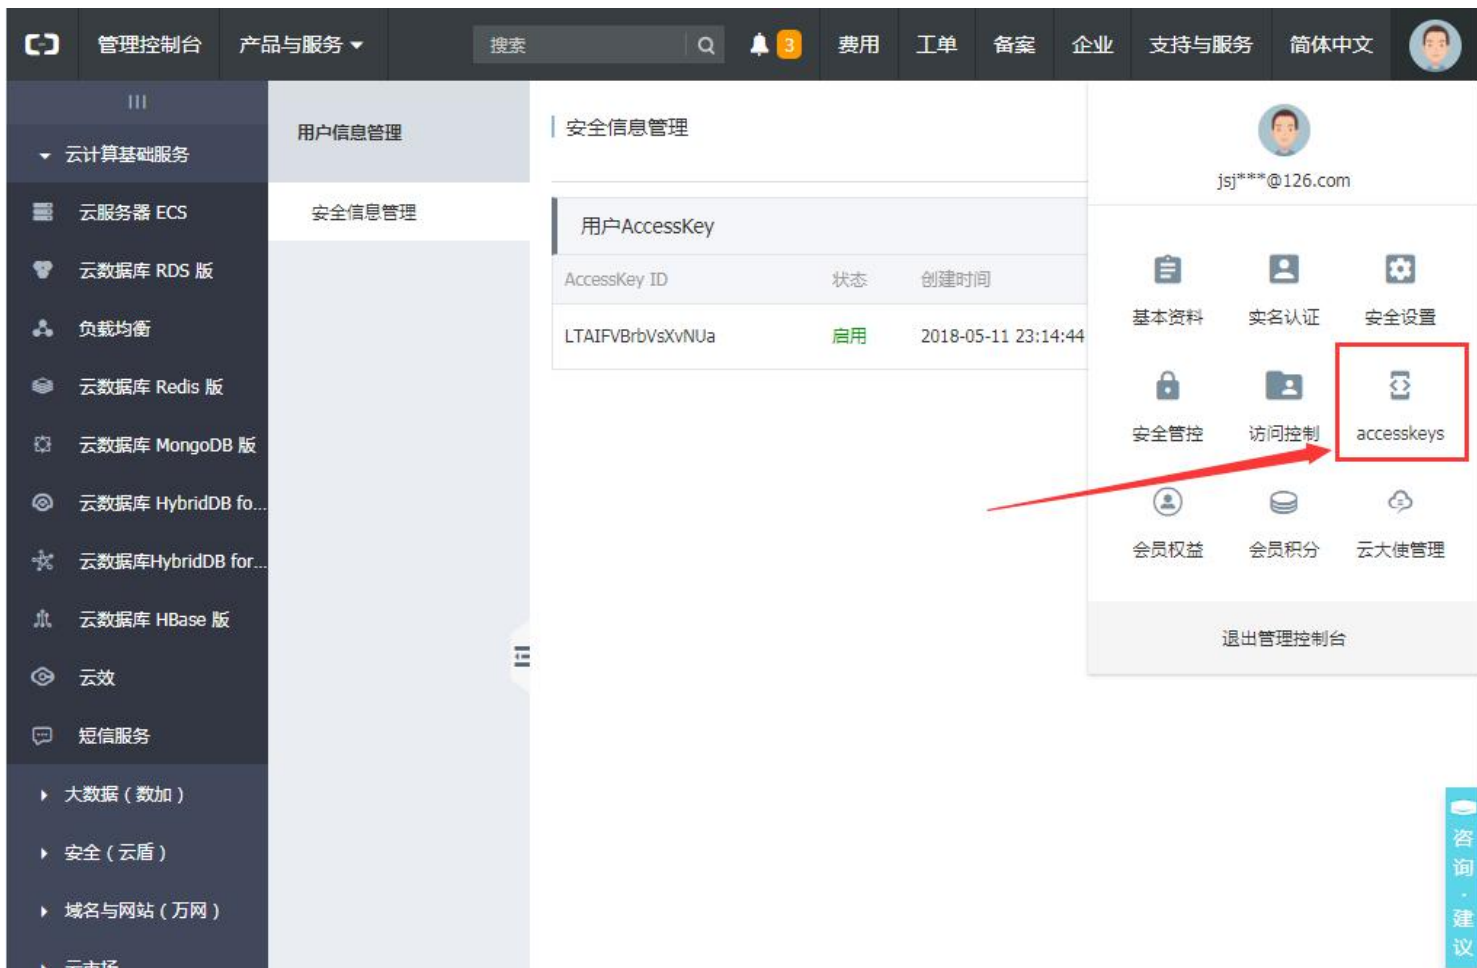 管理控制台 产品与服务 搜索 3 费用 工单 备案 企业 支持与服务 简体中文
云计算基础服务
云服务器 ECS
云数据库 RDS 版
负载均衡
云数据库 Redis 版
云数据库 MongoDB 版
云数据库 HybridDB fo...
云数据库HybridDB for...
云数据库 HBase 版
云效
短信服务
大数据（数加）
安全（云盾）
域名与网站（万网）
云市场
用户信息管理
安全信息管理
安全信息管理
用户AccessKey
AccessKey ID 状态 创建时间
LTAIFVBrbVsXvNUa 启用 2018-05-11 23:14:44
jsj***@126.com
基本资料 实名认证 安全设置
安全管控 访问控制 accesskeys
会员权益 会员积分 云大使管理
退出管理控制台
咨询·建议